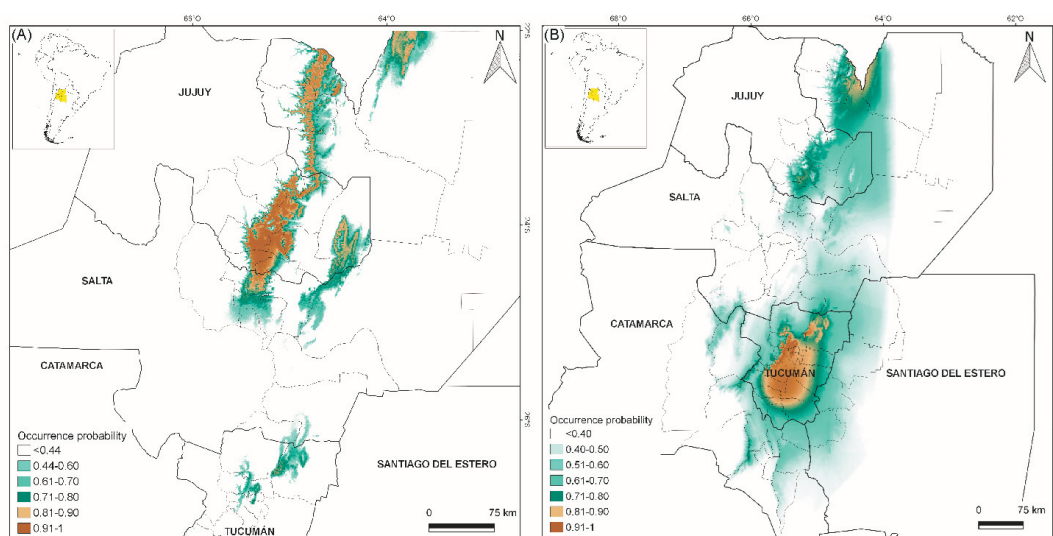 64°W
68°W
66°W
64°W
62°W
(A)
N
JUJUY
SALTA
CATAMARCA
SANTIAGO DEL ESTERO
TUCUMÁN
Occurrence probability
<0.44
0.44-0.60
0.61-0.70
0.71-0.80
0.81-0.90
0.91-1
0
75 km
(B)
N
JUJUY
SALTA
CATAMARCA
TUCUMÁN
SANTIAGO DEL ESTERO
Occurrence probability
<0.40
0.40-0.50
0.51-0.60
0.61-0.70
0.71-0.80
0.81-0.90
0.91-1
0
75 km